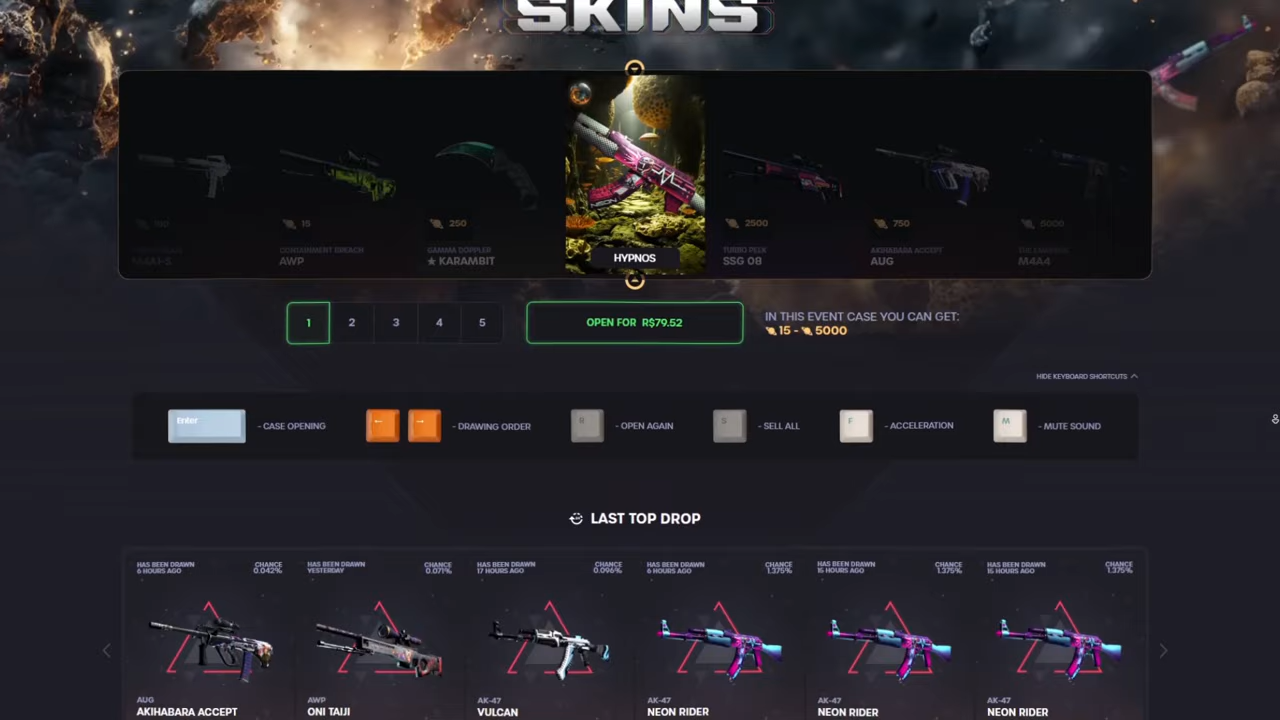 SKINS
15
250
2500
750
5000
CONTAINMENT BREACH
AWP
GAMMA DOPPLER
★ KARAMBIT
HYPNOS
TURBO PEEK
SSG 08
AKIHABARA ACCEPT
AUG
M4A4
M4A1-S
1 2 3 4 5
OPEN FOR R$79.52
IN THIS EVENT CASE YOU CAN GET:
15 - 5000
HIDE KEYBOARD SHORTCUTS
Enter - CASE OPENING
← → - DRAWING ORDER
R - OPEN AGAIN
S - SELL ALL
F - ACCELERATION
M - MUTE SOUND
LAST TOP DROP
HAS BEEN DRAWN
6 HOURS AGO
CHANCE
0.042%
AUG
AKIHABARA ACCEPT
HAS BEEN DRAWN
YESTERDAY
CHANCE
0.071%
AWP
ONI TAIJI
HAS BEEN DRAWN
17 HOURS AGO
CHANCE
0.096%
AK-47
VULCAN
HAS BEEN DRAWN
6 HOURS AGO
CHANCE
1.375%
AK-47
NEON RIDER
HAS BEEN DRAWN
15 HOURS AGO
CHANCE
1.375%
AK-47
NEON RIDER
HAS BEEN DRAWN
15 HOURS AGO
CHANCE
1.375%
AK-47
NEON RIDER